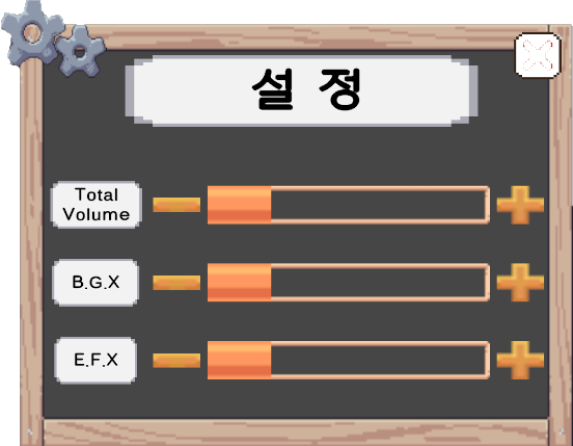 설 정
Total
Volume
B.G.X
E.F.X